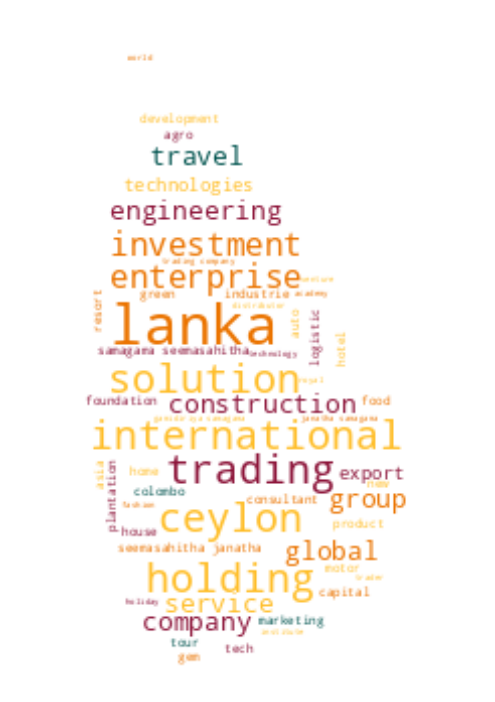 world
development
agro
travel
technologies
engineering
investment
trading company
enterprise venture
resort green industrie academy
distributor
lanka auto logistic hotel
samagama seemasahitha technology
solution royal
foundation construction food
janatha samagama
international
asia plantation home trading export
colombo new
fashion consultant group
house ceylon product
seemasahitha janatha global
motor
holding trader
capital
holiday service
company marketing
institute
tour tech
gem